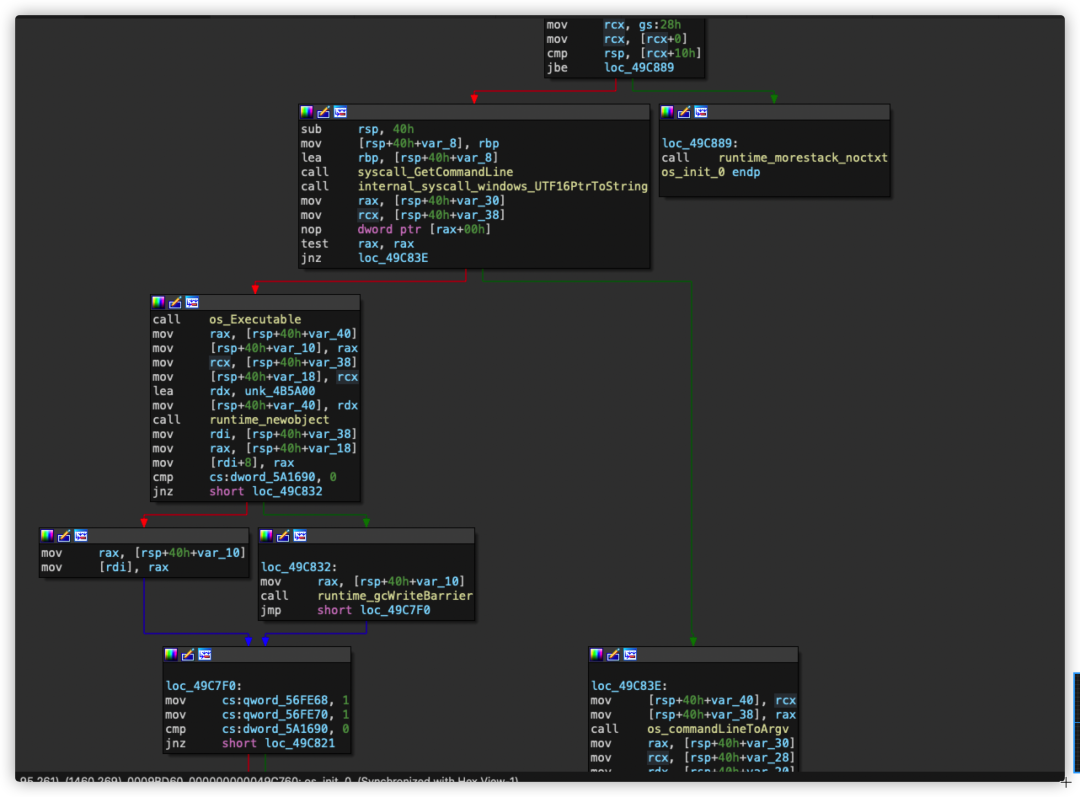 mov rcx, gs:28h
mov rcx, [rcx+0]
cmp rsp, [rcx+10h]
jbe loc_49C889
sub rsp, 40h
mov [rsp+40h+var_8], rbp
lea rbp, [rsp+40h+var_8]
call syscall_GetCommandLine
call internal_syscall_windows_UTF16PtrToString
mov rax, [rsp+40h+var_30]
mov rcx, [rsp+40h+var_38]
nop dword ptr [rax+00h]
test rax, rax
jnz loc_49C83E
loc_49C889:
call runtime_morestack_noctxt
os_init_0 endp
call os_Executable
mov rax, [rsp+40h+var_40]
mov [rsp+40h+var_10], rax
mov rcx, [rsp+40h+var_38]
mov [rsp+40h+var_18], rcx
lea rdx, unk_4B5A00
mov [rsp+40h+var_40], rdx
call runtime_newobject
mov rdi, [rsp+40h+var_38]
mov rax, [rsp+40h+var_18]
mov [rdi+8], rax
cmp cs:dword_5A1690, 0
jnz short loc_49C832
mov rax, [rsp+40h+var_10]
mov [rdi], rax
loc_49C832:
mov rax, [rsp+40h+var_10]
call runtime_gcWriteBarrier
jmp short loc_49C7F0
loc_49C7F0:
mov cs:qword_56FE68, 1
mov cs:qword_56FE70, 1
cmp cs:dword_5A1690, 0
jnz short loc_49C821
loc_49C83E:
mov [rsp+40h+var_40], rcx
mov [rsp+40h+var_38], rax
call os_commandLineToArgv
mov rax, [rsp+40h+var_30]
mov rcx, [rsp+40h+var_28]
mov rdx, [rsp+40h+var_20]
(1460,269) 0009BD60 000000000049C760: os_init_0 (Synchronized with Hex View-1)